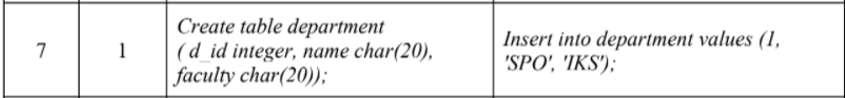 7
1
Create table department
( d_id integer, name char(20),
faculty char(20));
Insert into department values (1,
'SPO', 'IKS');